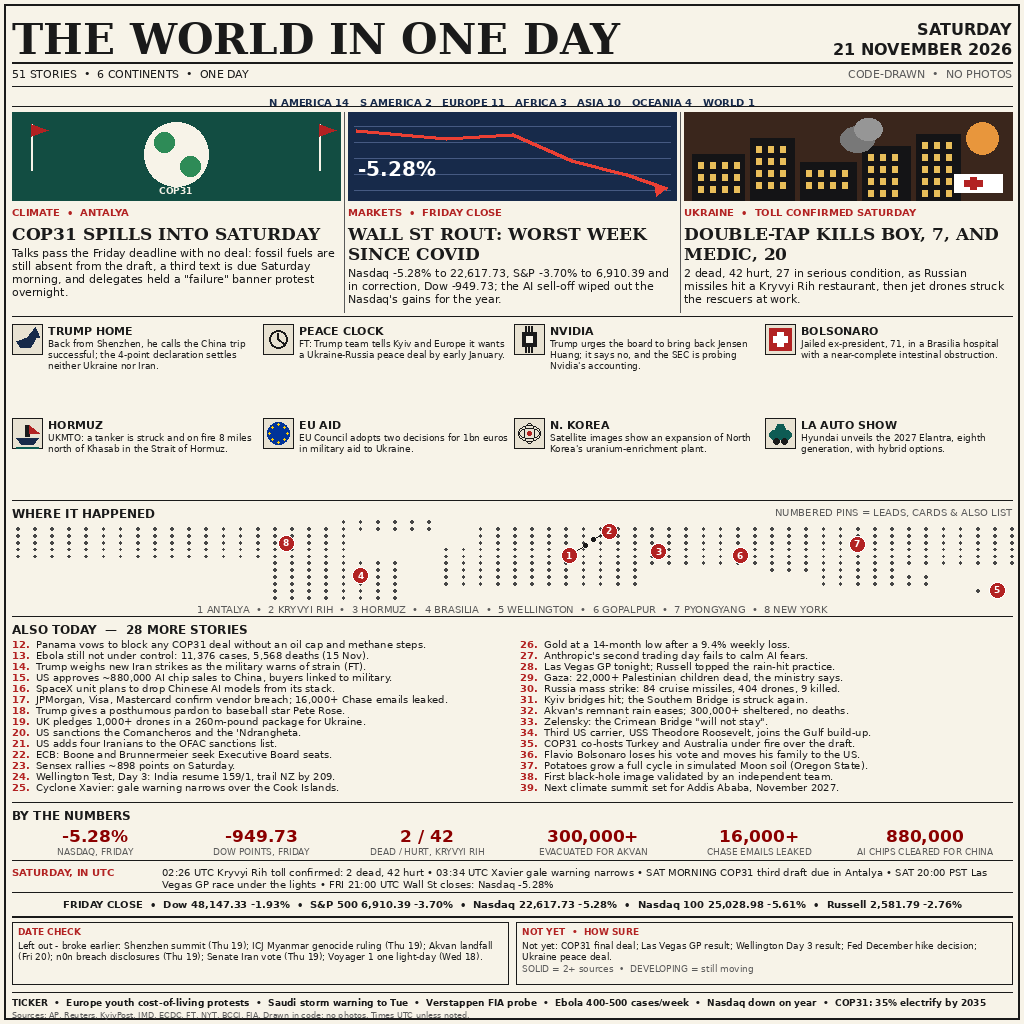 THE WORLD IN ONE DAY
SATURDAY
21 NOVEMBER 2026
51 STORIES • 6 CONTINENTS • ONE DAY
CODE-DRAWN • NO PHOTOS
N AMERICA 14 S AMERICA 2 EUROPE 11 AFRICA 3 ASIA 10 OCEANIA 4 WORLD 1
COP31
CLIMATE • ANTALYA
COP31 SPILLS INTO SATURDAY
Talks pass the Friday deadline with no deal: fossil fuels are
still absent from the draft, a third text is due Saturday
morning, and delegates held a "failure" banner protest
overnight.
-5.28%
MARKETS • FRIDAY CLOSE
WALL ST ROUT: WORST WEEK
SINCE COVID
Nasdaq -5.28% to 22,617.73, S&P -3.70% to 6,910.39 and
in correction, Dow -949.73; the AI sell-off wiped out the
Nasdaq's gains for the year.
UKRAINE • TOLL CONFIRMED SATURDAY
DOUBLE-TAP KILLS BOY, 7, AND
MEDIC, 20
2 dead, 42 hurt, 27 in serious condition, as Russian
missiles hit a Kryvyi Rih restaurant, then jet drones struck
the rescuers at work.
TRUMP HOME
Back from Shenzhen, he calls the China trip
successful; the 4-point declaration settles
neither Ukraine nor Iran.
PEACE CLOCK
FT: Trump team tells Kyiv and Europe it wants
a Ukraine-Russia peace deal by early January.
NVIDIA
Trump urges the board to bring back Jensen
Huang; it says no, and the SEC is probing
Nvidia's accounting.
BOLSONARO
Jailed ex-president, 71, in a Brasilia hospital
with a near-complete intestinal obstruction.
HORMUZ
UKMTO: a tanker is struck and on fire 8 miles
north of Khasab in the Strait of Hormuz.
EU AID
EU Council adopts two decisions for 1bn euros
in military aid to Ukraine.
N. KOREA
Satellite images show an expansion of North
Korea's uranium-enrichment plant.
LA AUTO SHOW
Hyundai unveils the 2027 Elantra, eighth
generation, with hybrid options.
WHERE IT HAPPENED
NUMBERED PINS = LEADS, CARDS & ALSO LIST
8
4
1
2
3
6
7
5
1 ANTALYA • 2 KRYVYI RIH • 3 HORMUZ • 4 BRASILIA • 5 WELLINGTON • 6 GOPALPUR • 7 PYONGYANG • 8 NEW YORK
ALSO TODAY — 28 MORE STORIES
12. Panama vows to block any COP31 deal without an oil cap and methane steps.
13. Ebola still not under control: 11,376 cases, 5,568 deaths (15 Nov).
14. Trump weighs new Iran strikes as the military warns of strain (FT).
15. US approves ~880,000 AI chip sales to China, buyers linked to military.
16. SpaceX unit plans to drop Chinese AI models from its stack.
17. JPMorgan, Visa, Mastercard confirm vendor breach; 16,000+ Chase emails leaked.
18. Trump gives a posthumous pardon to baseball star Pete Rose.
19. UK pledges 1,000+ drones in a 260m-pound package for Ukraine.
20. US sanctions the Comancheros and the 'Ndrangheta.
21. US adds four Iranians to the OFAC sanctions list.
22. ECB: Boone and Brunnermeier seek Executive Board seats.
23. Sensex rallies ~898 points on Saturday.
24. Wellington Test, Day 3: India resume 159/1, trail NZ by 209.
25. Cyclone Xavier: gale warning narrows over the Cook Islands.
26. Gold at a 14-month low after a 9.4% weekly loss.
27. Anthropic's second trading day fails to calm AI fears.
28. Las Vegas GP tonight; Russell topped the rain-hit practice.
29. Gaza: 22,000+ Palestinian children dead, the ministry says.
30. Russia mass strike: 84 cruise missiles, 404 drones, 9 killed.
31. Kyiv bridges hit; the Southern Bridge is struck again.
32. Akvan's remnant rain eases; 300,000+ sheltered, no deaths.
33. Zelensky: the Crimean Bridge "will not stay".
34. Third US carrier, USS Theodore Roosevelt, joins the Gulf build-up.
35. COP31 co-hosts Turkey and Australia under fire over the draft.
36. Flavio Bolsonaro loses his vote and moves his family to the US.
37. Potatoes grow a full cycle in simulated Moon soil (Oregon State).
38. First black-hole image validated by an independent team.
39. Next climate summit set for Addis Ababa, November 2027.
BY THE NUMBERS
-5.28%
NASDAQ, FRIDAY
-949.73
DOW POINTS, FRIDAY
2 / 42
DEAD / HURT, KRYVYI RIH
300,000+
EVACUATED FOR AKVAN
16,000+
CHASE EMAILS LEAKED
880,000
AI CHIPS CLEARED FOR CHINA
SATURDAY, IN UTC
02:26 UTC Kryvyi Rih toll confirmed: 2 dead, 42 hurt • 03:34 UTC Xavier gale warning narrows • SAT MORNING COP31 third draft due in Antalya • SAT 20:00 PST Las
Vegas GP race under the lights • FRI 21:00 UTC Wall St closes: Nasdaq -5.28%
FRIDAY CLOSE • Dow 48,147.33 -1.93% • S&P 500 6,910.39 -3.70% • Nasdaq 22,617.73 -5.28% • Nasdaq 100 25,028.98 -5.61% • Russell 2,581.79 -2.76%
DATE CHECK
Left out - broke earlier: Shenzhen summit (Thu 19); ICJ Myanmar genocide ruling (Thu 19); Akvan landfall
(Fri 20); n0n breach disclosures (Thu 19); Senate Iran vote (Thu 19); Voyager 1 one light-day (Wed 18).
NOT YET • HOW SURE
Not yet: COP31 final deal; Las Vegas GP result; Wellington Day 3 result; Fed December hike decision;
Ukraine peace deal.
SOLID = 2+ sources • DEVELOPING = still moving
TICKER • Europe youth cost-of-living protests • Saudi storm warning to Tue • Verstappen FIA probe • Ebola 400-500 cases/week • Nasdaq down on year • COP31: 35% electrify by 2035
Sources: AP, Reuters, KyivPost, IMD, ECDC, FT, NYT, BCCI, FIA. Drawn in code: no photos. Times UTC unless noted.